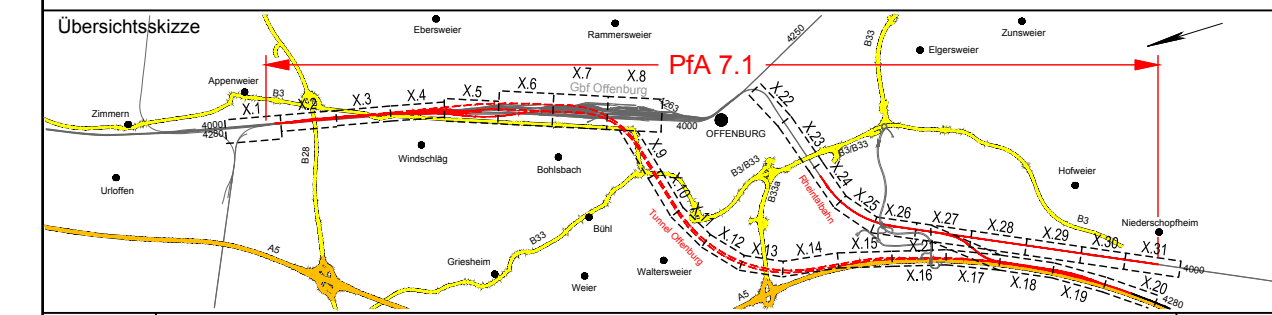 Übersichtsskizze
Ebersweier
Rammersweier
4250
B33
Zunsweier
Elgersweier
PfA 7.1
Appenweier
B3
Zimmern
X.1
X.2
X.3
X.4
X.5
X.6
X.7
X.8
Gbf Offenburg
4263
4000
4280
4000
OFFENBURG
X.22
X.23
X.24
X.25
X.26
X.27
X.28
X.29
X.30
X.31
B28
Windschläg
Bohlsbach
X.9
X.10
X.11
X.12
X.13
X.14
X.15
X.21
X.16
X.17
X.18
X.19
X.20
B3/B33
B3/B33
B33a
Rheintalbahn
Hofweier
B3
Niederschopfheim
4000
4280
Urloffen
A5
Griesheim
B33
Bühl
Weier
Tunnel Offenburg
Waltersweier
A5